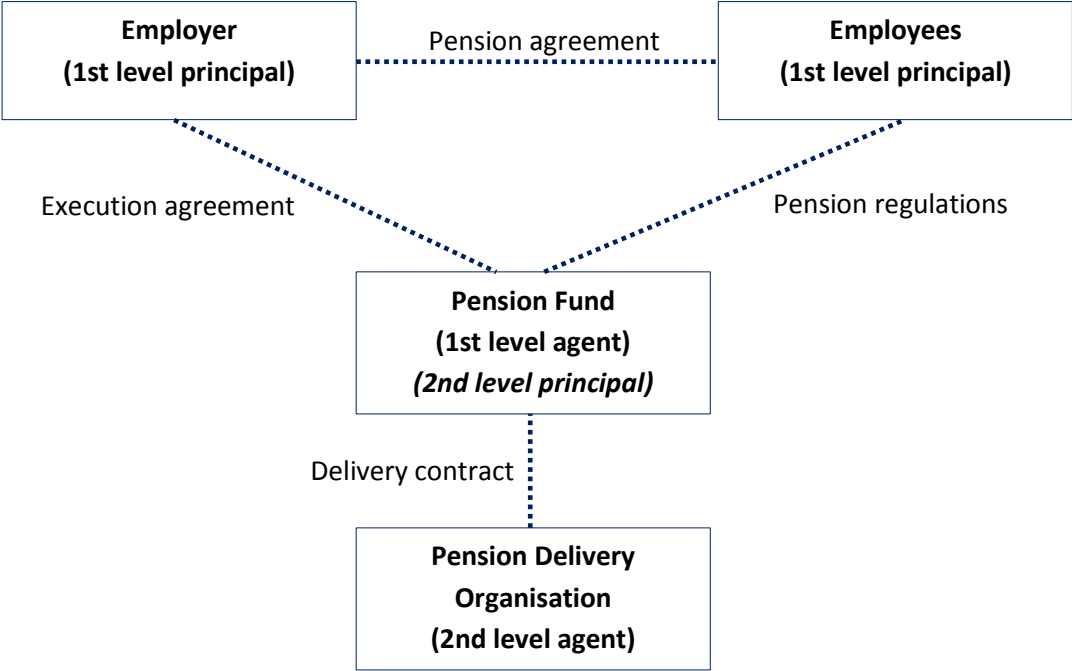 Employer
(1st level principal)
Pension agreement
Employees
(1st level principal)
Execution agreement
Pension regulations
Pension Fund
(1st level agent)
(2nd level principal)
Delivery contract
Pension Delivery
Organisation
(2nd level agent)